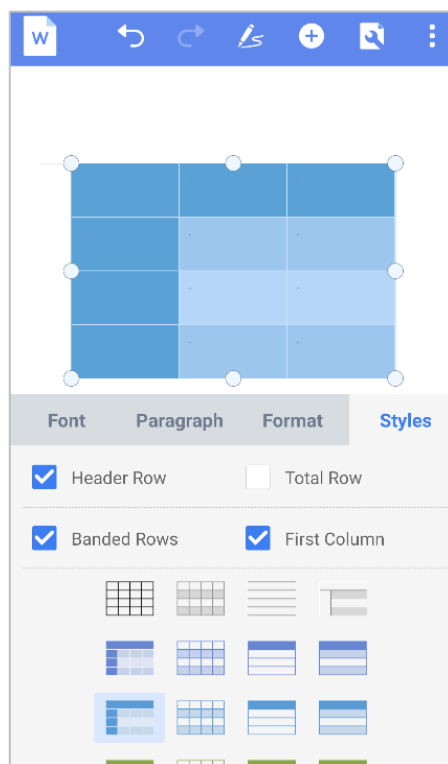 W
Font Paragraph Format Styles
Header Row Total Row
Banded Rows First Column